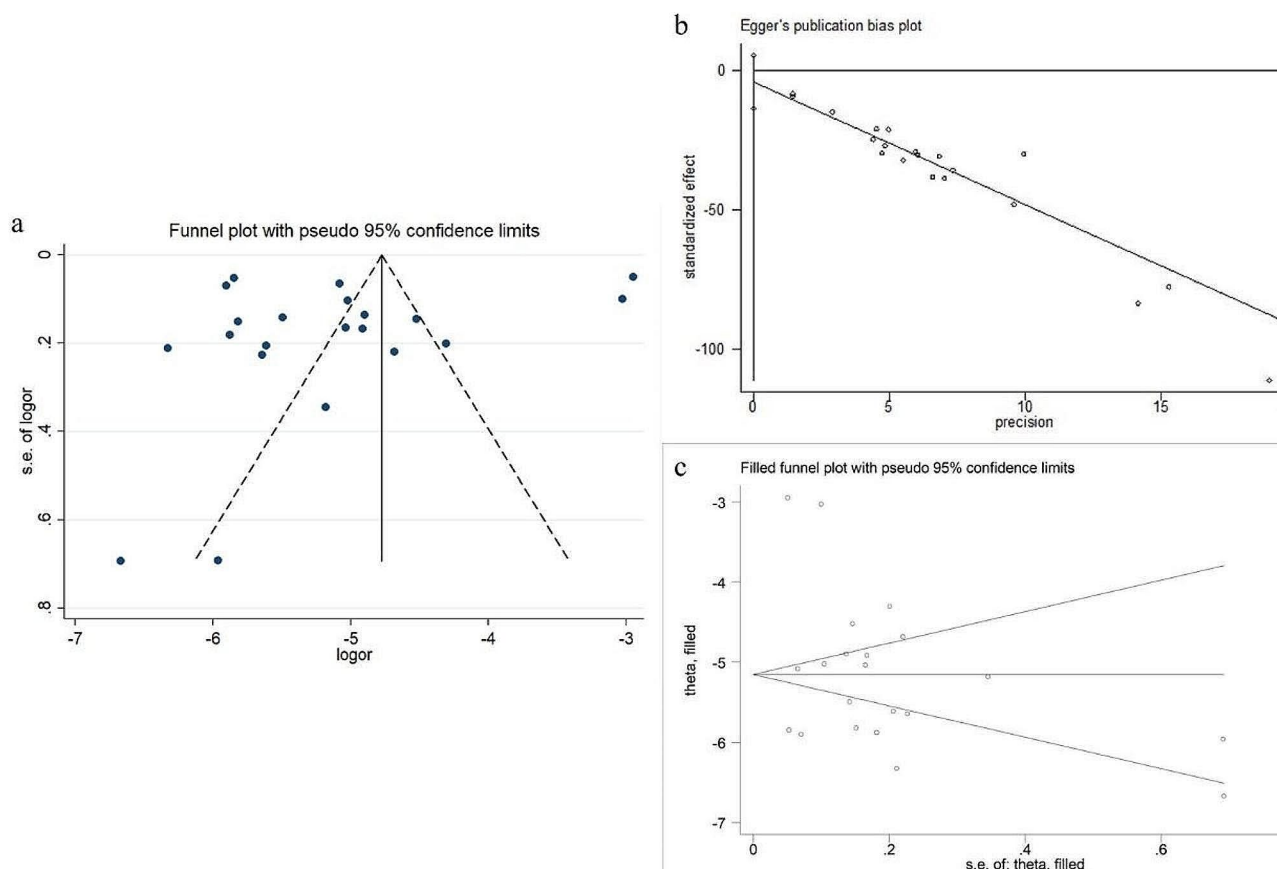 a
Funnel plot with pseudo 95% confidence limits
s.e. of logor
0
.2
.4
.6
.8
-7 -6 -5 -4 -3
logor
b
Egger's publication bias plot
standardized effect
0
-50
-100
0 5 10 15
precision
c
Filled funnel plot with pseudo 95% confidence limits
theta, filled
-3
-4
-5
-6
-7
0 .2 .4 .6
s.e. of: theta, filled